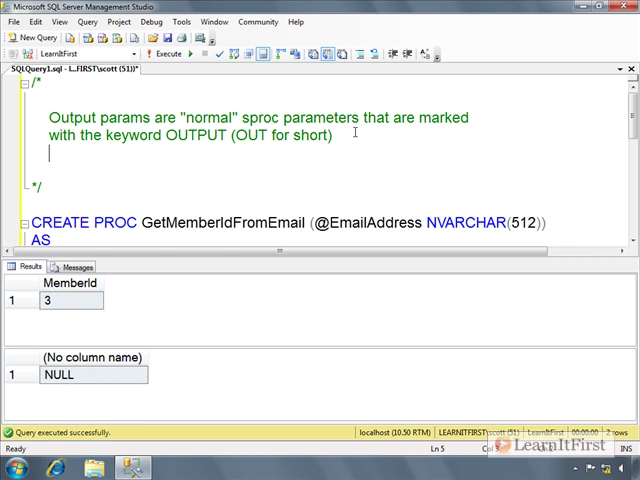 Microsoft SQL Server Management Studio
File Edit View Query Project Debug Tools Window Community Help
New Query
LearnItFirst Execute
SQLQuery1.sql - l...FIRST\scott (51))*
/*
Output params are "normal" sproc parameters that are marked
with the keyword OUTPUT (OUT for short)
*/
CREATE PROC GetMemberIdFromEmail (@EmailAddress NVARCHAR(512))
AS
Results Messages
MemberId
1 3
(No column name)
1 NULL
Query executed successfully. localhost (10.50 RTM) LEARNITFIRST\scott (51) LearnItFirst 00:00:00 2 rows
LearnItFirst
Ready Ln 5 Col 3 INS